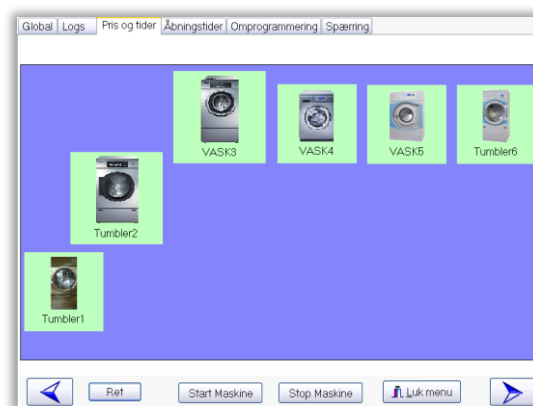 Global Logs Pris og tider Åbningstider Omprogrammering Spærring
VASK3 VASK4 VASK5 Tumbler6
Tumbler2
Tumbler1
Ret Start Maskine Stop Maskine Luk menu